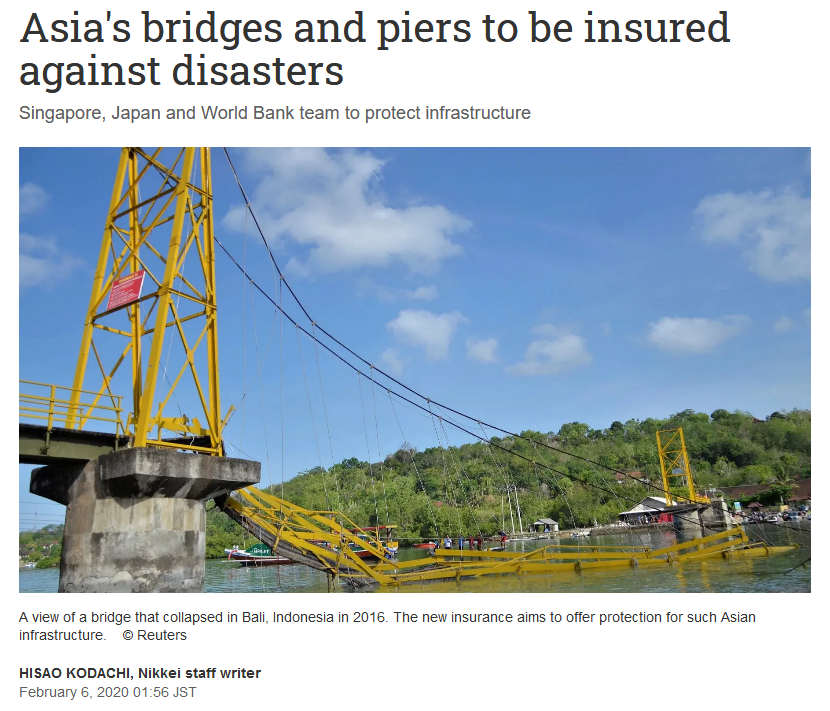 Asia's bridges and piers to be insured
against disasters
Singapore, Japan and World Bank team to protect infrastructure
A view of a bridge that collapsed in Bali, Indonesia in 2016. The new insurance aims to offer protection for such Asian
infrastructure. © Reuters
HISAO KODACHI, Nikkei staff writer
February 6, 2020 01:56 JST